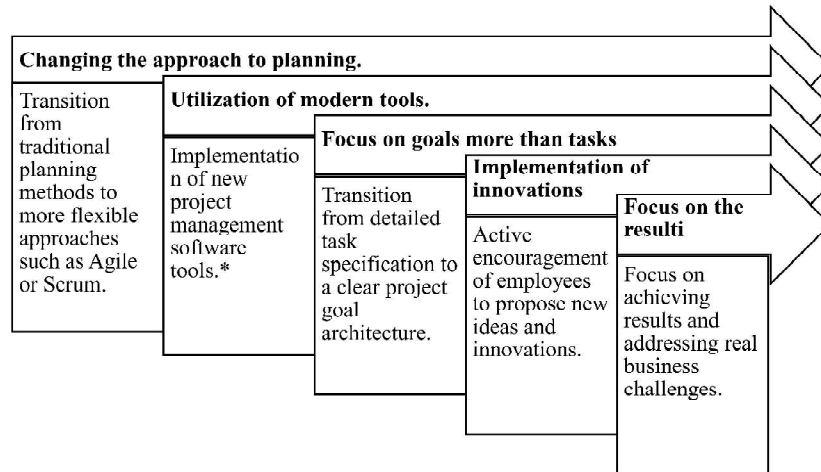 Changing the approach to planning.
Transition
from
traditional
planning
methods to
more flexible
approaches
such as Agile
or Scrum.
Utilization of modern tools.
Implementatio
n of new
project
management
software
tools.*
Focus on goals more than tasks
Transition
from detailed
task
specification to
a clear project
goal
architecture.
Implementation of
innovations
Active
encouragement
of employees
to propose new
ideas and
innovations.
Focus on the
resulti
Focus on
achieving
results and
addressing real
business
challenges.